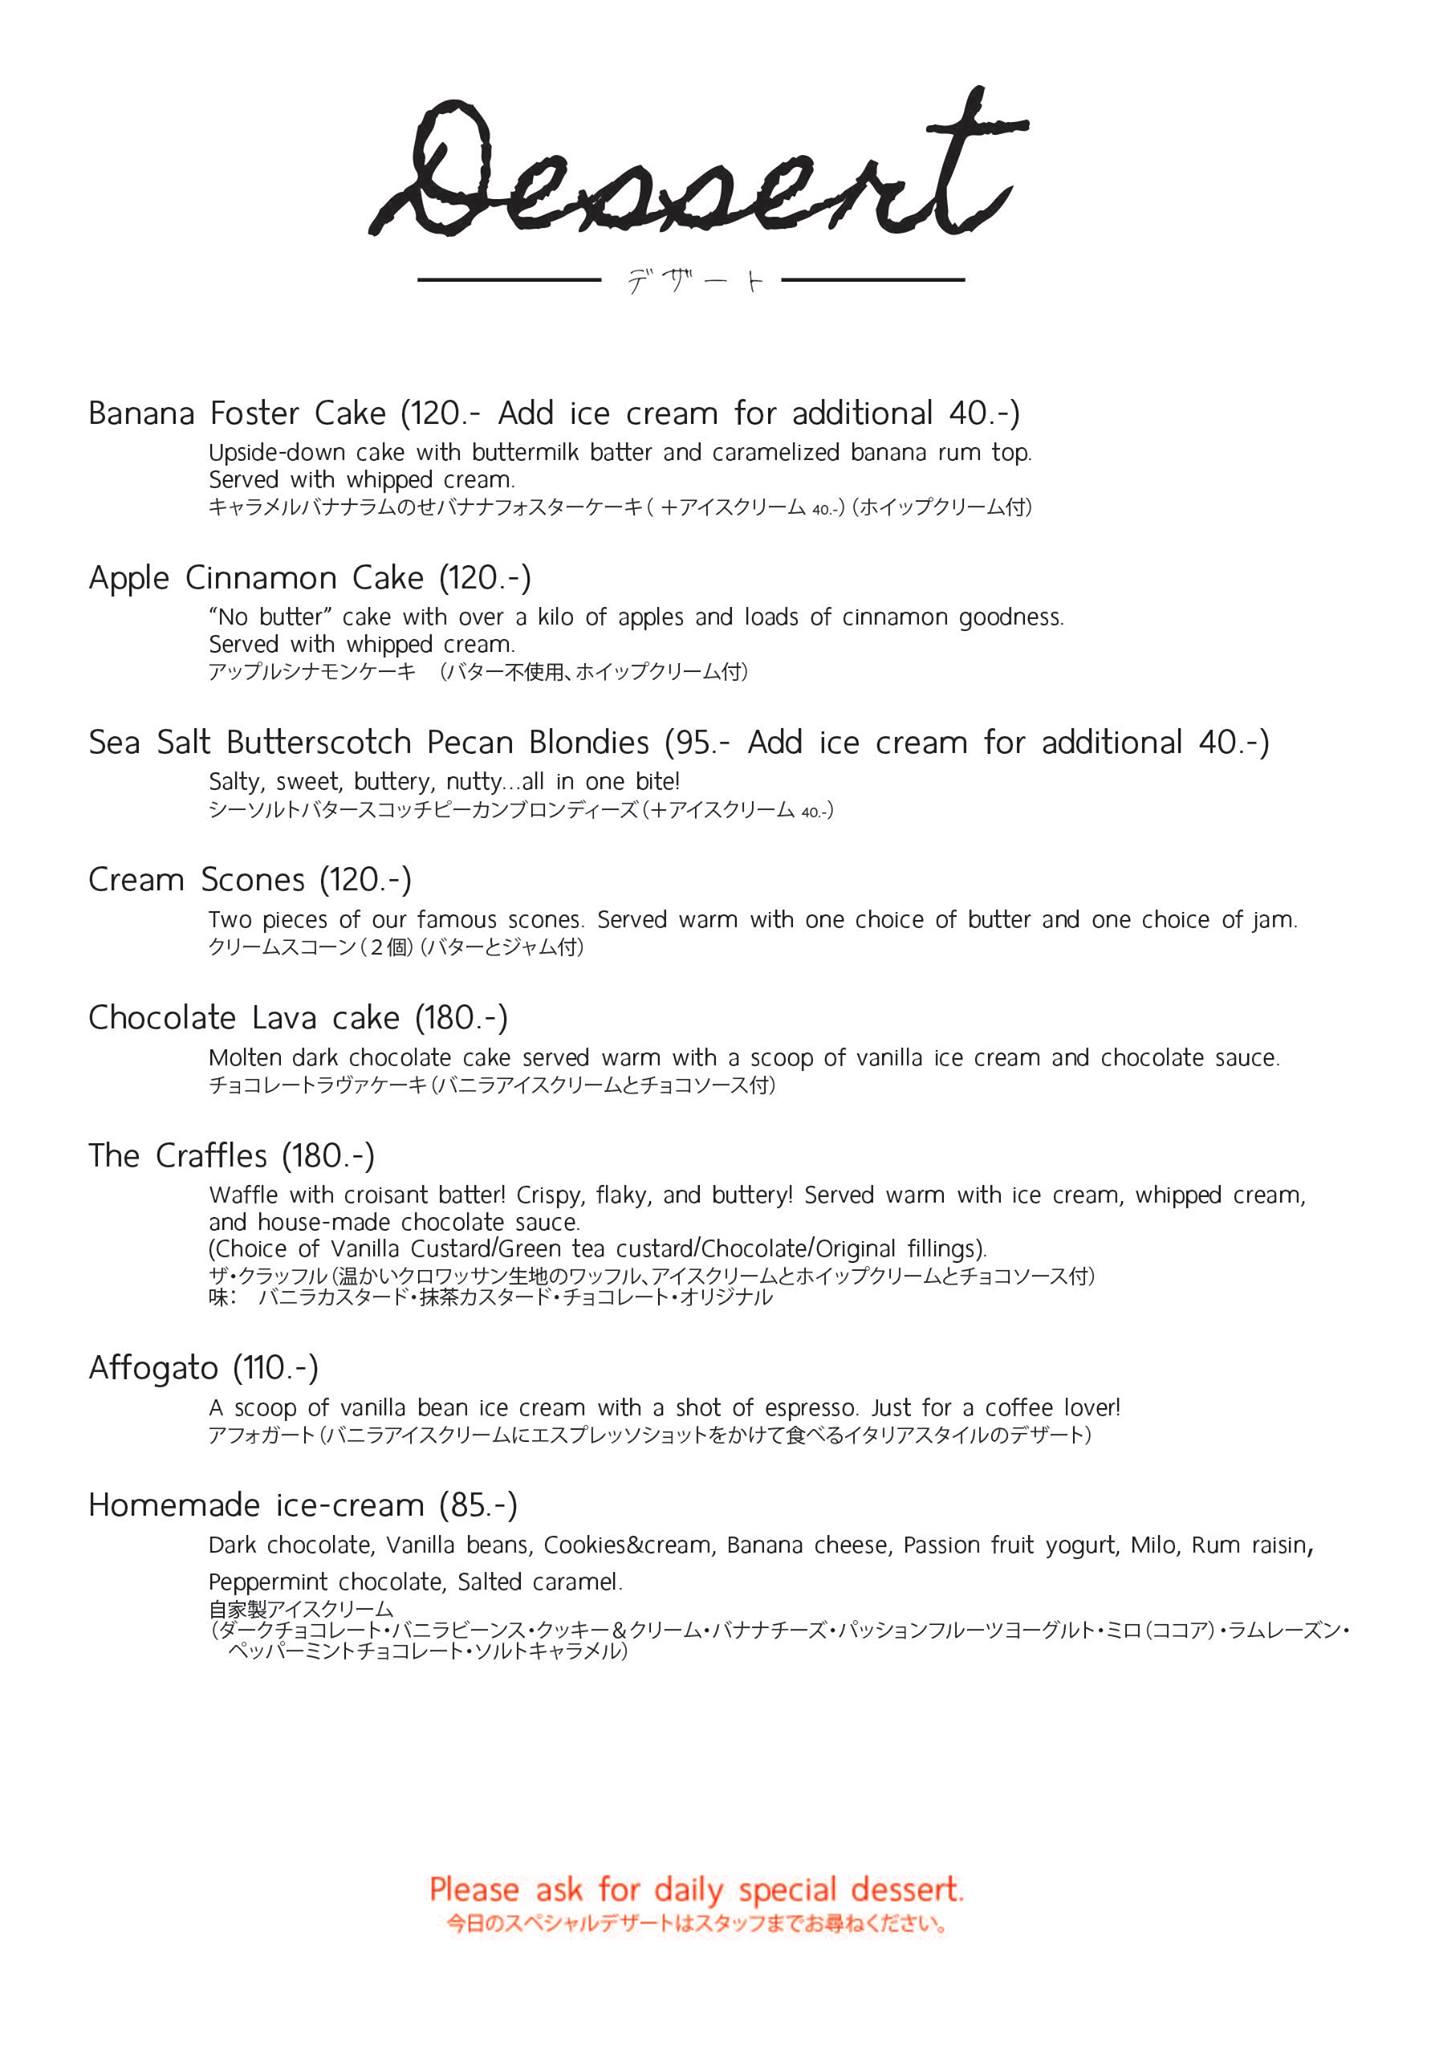 Dessert
デザート
Banana Foster Cake (120.- Add ice cream for additional 40.-)
Upside-down cake with buttermilk batter and caramelized banana rum top.
Served with whipped cream.
キャラメルバナナラムのせバナナフォスターケーキ（ ＋アイスクリーム 40.-）（ホイップクリーム付）
Apple Cinnamon Cake (120.-)
“No butter” cake with over a kilo of apples and loads of cinnamon goodness.
Served with whipped cream.
アップルシナモンケーキ　（バター不使用、ホイップクリーム付）
Sea Salt Butterscotch Pecan Blondies (95.- Add ice cream for additional 40.-)
Salty, sweet, buttery, nutty...all in one bite!
シーソルトバタースコッチピーカンブロンディーズ（＋アイスクリーム 40.-）
Cream Scones (120.-)
Two pieces of our famous scones. Served warm with one choice of butter and one choice of jam.
クリームスコーン（２個）（バターとジャム付）
Chocolate Lava cake (180.-)
Molten dark chocolate cake served warm with a scoop of vanilla ice cream and chocolate sauce.
チョコレートラヴァケーキ（バニラアイスクリームとチョコソース付）
The Craffles (180.-)
Waffle with croisant batter! Crispy, flaky, and buttery! Served warm with ice cream, whipped cream,
and house-made chocolate sauce.
(Choice of Vanilla Custard/Green tea custard/Chocolate/Original fillings).
ザ・クラッフル（温かいクロワッサン生地のワッフル、アイスクリームとホイップクリームとチョコソース付）
味：　バニラカスタード・抹茶カスタード・チョコレート・オリジナル
Affogato (110.-)
A scoop of vanilla bean ice cream with a shot of espresso. Just for a coffee lover!
アフォガート（バニラアイスクリームにエスプレッソショットをかけて食べるイタリアスタイルのデザート）
Homemade ice-cream (85.-)
Dark chocolate, Vanilla beans, Cookies&cream, Banana cheese, Passion fruit yogurt, Milo, Rum raisin,
Peppermint chocolate, Salted caramel.
自家製アイスクリーム
（ダークチョコレート・バニラビーンス・クッキー＆クリーム・バナナチーズ・パッションフルーツヨーグルト・ミロ（ココア）・ラムレーズン・
ペッパーミントチョコレート・ソルトキャラメル）
Please ask for daily special dessert.
今日のスペシャルデザートはスタッフまでお尋ねください。